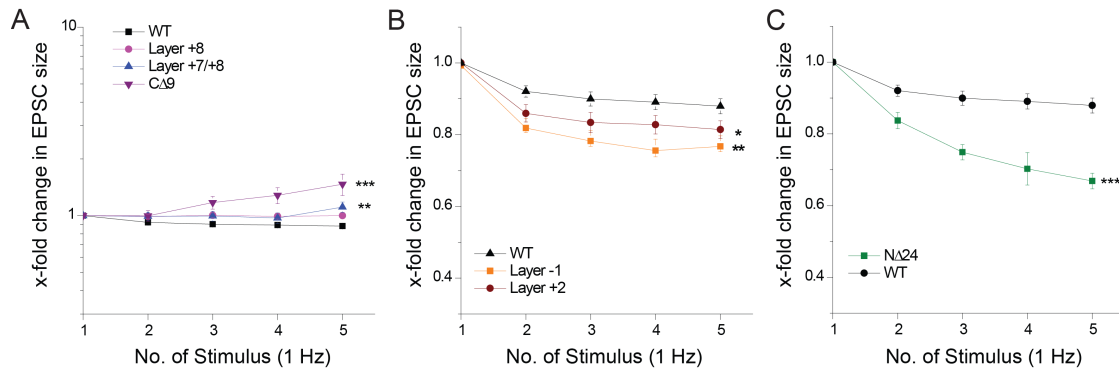 A
x-fold change in EPSC size
10
1
WT
Layer +8
Layer +7/+8
CΔ9
***
**
1 2 3 4 5
No. of Stimulus (1 Hz)
B
x-fold change in EPSC size
1.0
0.8
0.6
0.4
*
**
WT
Layer -1
Layer +2
1 2 3 4 5
No. of Stimulus (1 Hz)
C
x-fold change in EPSC size
1.0
0.8
0.6
0.4
***
NΔ24
WT
1 2 3 4 5
No. of Stimulus (1 Hz)